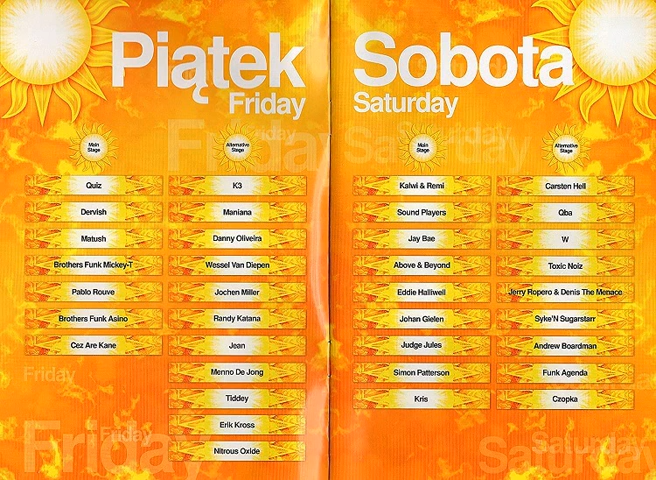 Piątek
Friday
Main
Stage
Alternative
Stage
Quiz
Dervish
Matush
Brothers Funk Mickey-T
Pablo Rouve
Brothers Funk Asino
Cez Are Kane
K3
Maniana
Danny Oliveira
Wessel Van Diepen
Jochen Miller
Randy Katana
Jean
Menno De Jong
Tiddey
Erik Kross
Nitrous Oxide
Friday
Friday
Friday
Friday
Friday
Sobota
Saturday
Main
Stage
Alternative
Stage
Kalwi & Remi
Sound Players
Jay Bae
Above & Beyond
Eddie Halliwell
Johan Gielen
Judge Jules
Simon Patterson
Kris
Carsten Hell
Qba
W
Toxic Noiz
Jerry Ropero & Denis The Menace
Syke'N Sugarstarr
Andrew Boardman
Funk Agenda
Czopka
Saturday
Saturday
Saturday
Saturday